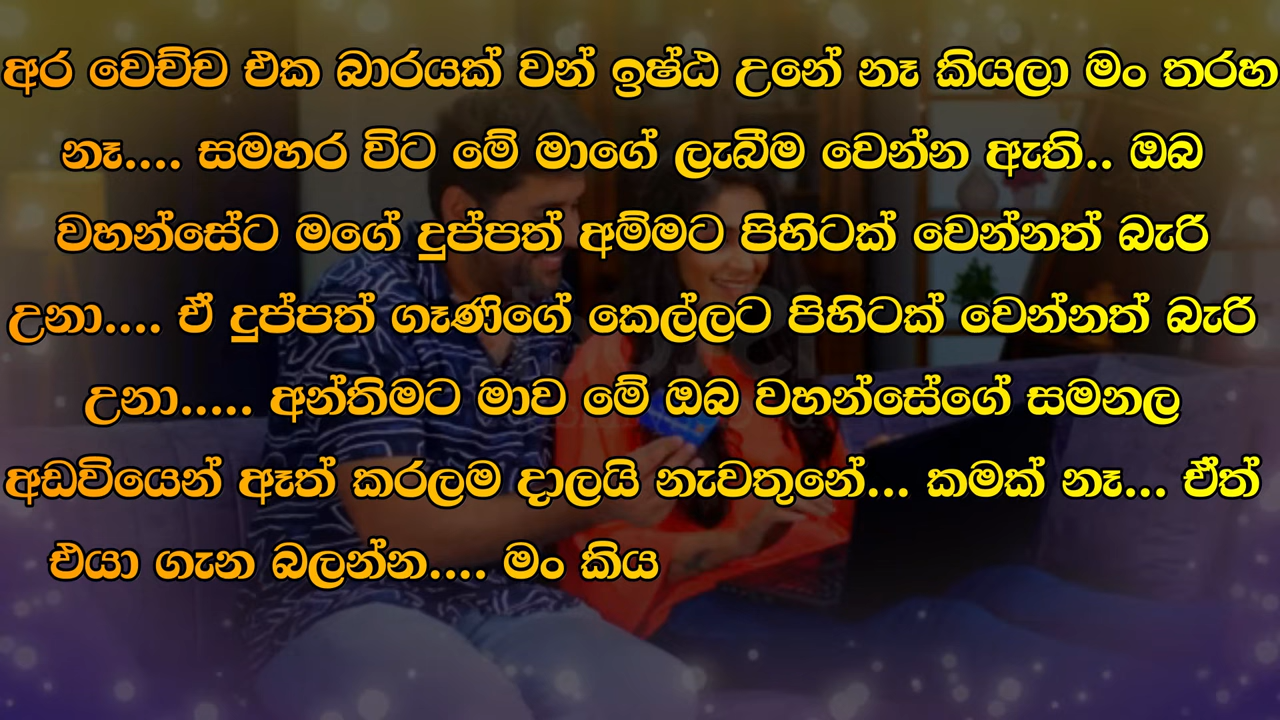 අර වෙච්ච එක බාරයක් වත් ඉෂ්ඨ උනේ නෑ කියලා මං තරහ
නෑ.... සමහර විට මේ මාගේ ලැබීම වෙන්න ඇති.. ඔබ
වහන්සේට මගේ දුප්පත් අම්මට පිහිටක් වෙන්නත් බැරි
උනා.... ඒ දුප්පත් ගෑණිගේ කෙල්ලට පිහිටක් වෙන්නත් බැරි
උනා..... අන්තිමට මාව මේ ඔබ වහන්සේගේ සමනල
අඩවියෙන් ඈත් කරලම දාලයි නැවතුනේ... කමක් නෑ... ඒත්
එයා ගැන බලන්න.... මං කිය